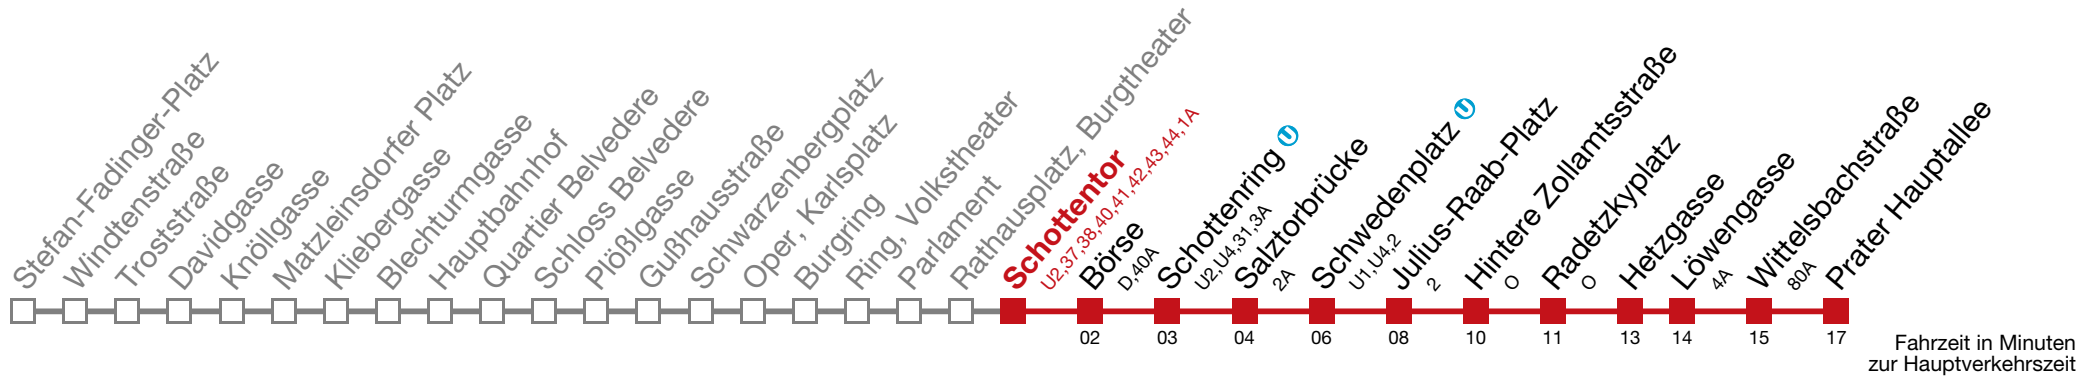 Stefan-Fadinger-Platz
Windtenstraße
Troststraße
Davidgasse
Knöllgasse
Matzleinsdorfer Platz
Kliebergasse
Blechturmgasse
Hauptbahnhof
Quartier Belvedere
Schloss Belvedere
Plößlgasse
Gußhausstraße
Schwarzenbergplatz
Oper, Karlsplatz
Burgring
Ring, Volkstheater
Parlament
Rathausplatz, Burgtheater
Schottentor
U2,37,38,40,41,42,43,44,1A
Börse
D,40A
Schottenring U
U2,U4,31,3A
Salztorbrücke
2A
Schwedenplatz U
U1,U4,2
Julius-Raab-Platz
2
Hintere Zollamtsstraße
O
Radetzkyplatz
O
Hetzgasse
Löwengasse
4A
Wittelsbachstraße
80A
Prater Hauptallee
02 03 04 06 08 10 11 13 14 15 17
Fahrzeit in Minuten
zur Hauptverkehrszeit